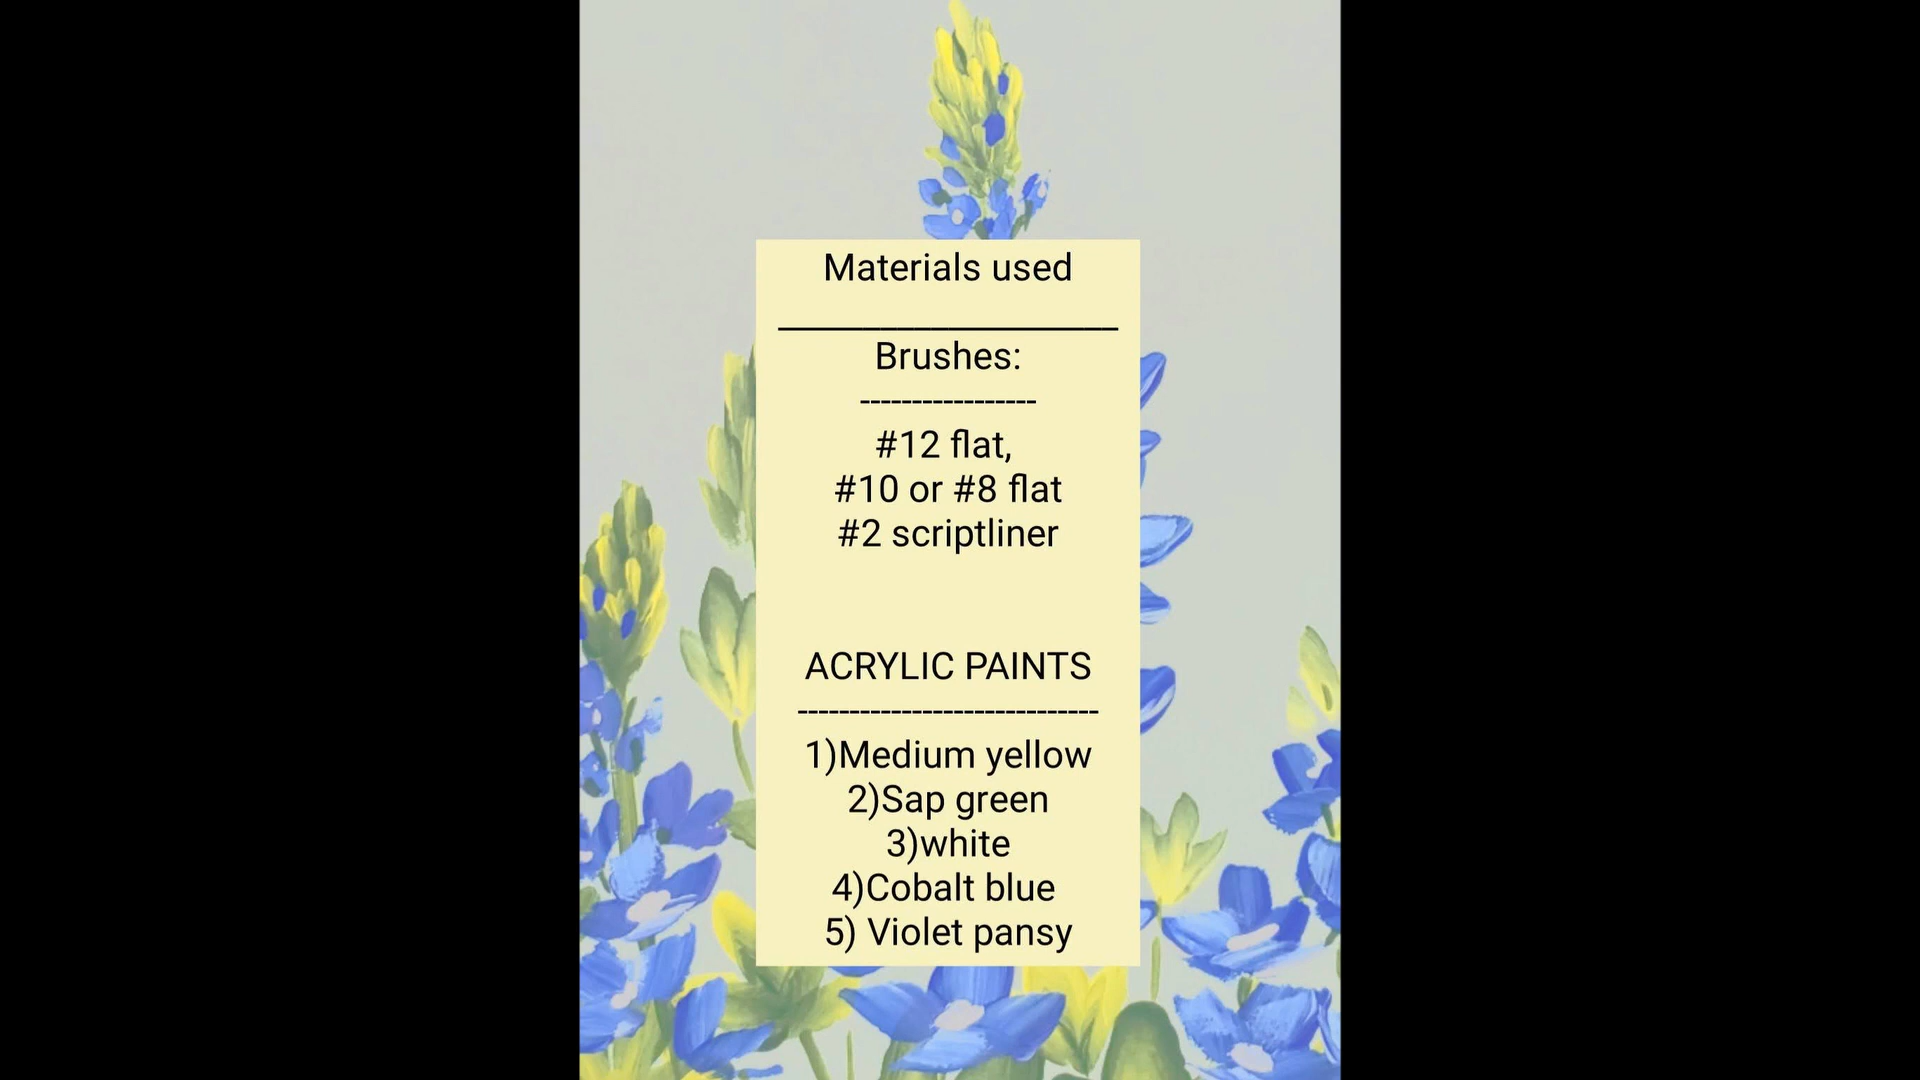 Materials used
____________________
Brushes:
-----------------
#12 flat,
#10 or #8 flat
#2 scriptliner
ACRYLIC PAINTS
-----------------------------
1)Medium yellow
2)Sap green
3)white
4)Cobalt blue
5) Violet pansy